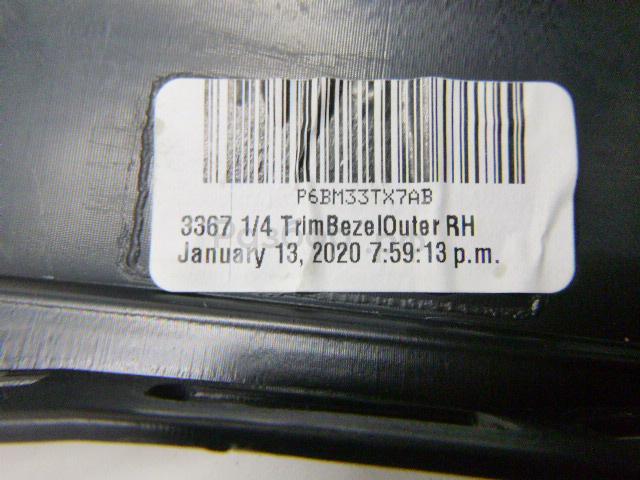 P6BM33TX7AB
3367 1/4 TrimBezelOuter RH
January 13, 2020 7:59:13 p.m.